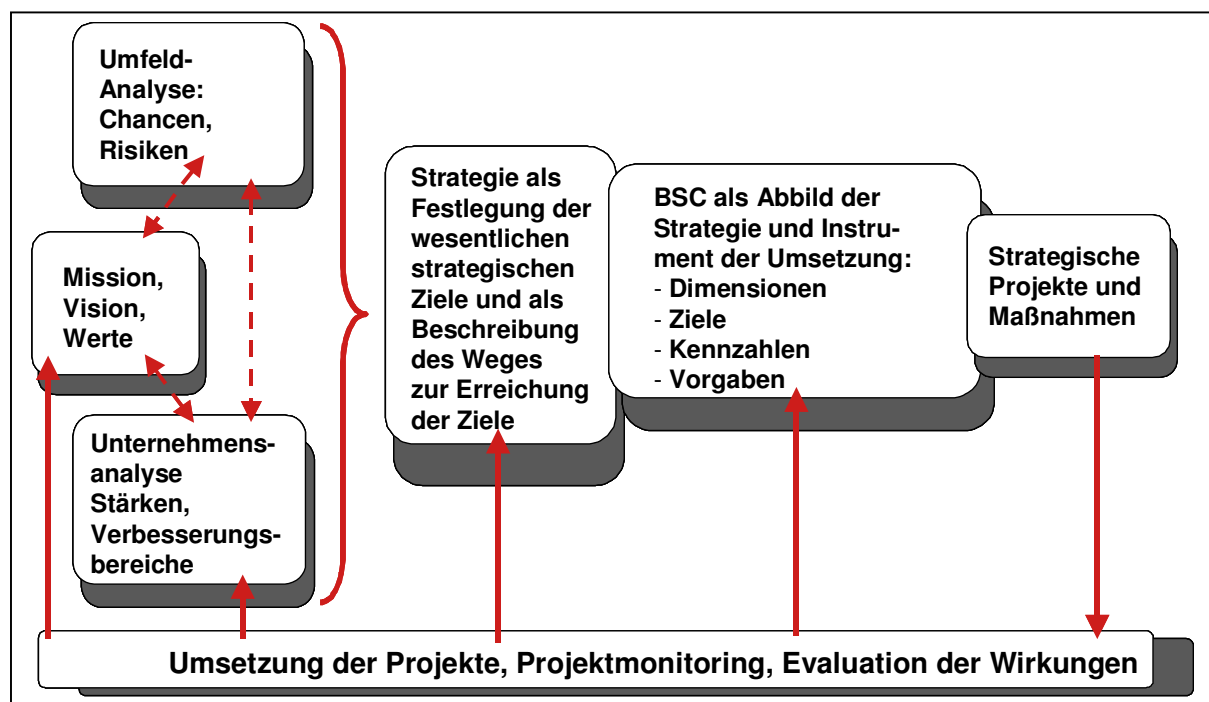 Umfeld-
Analyse:
Chancen,
Risiken
Mission,
Vision,
Werte
Unternehmens-
analyse
Stärken,
Verbesserungs-
bereiche
Strategie als
Festlegung der
wesentlichen
strategischen
Ziele und als
Beschreibung
des Weges
zur Erreichung
der Ziele
BSC als Abbild der
Strategie und Instru-
ment der Umsetzung:
- Dimensionen
- Ziele
- Kennzahlen
- Vorgaben
Strategische
Projekte und
Maßnahmen
Umsetzung der Projekte, Projektmonitoring, Evaluation der Wirkungen